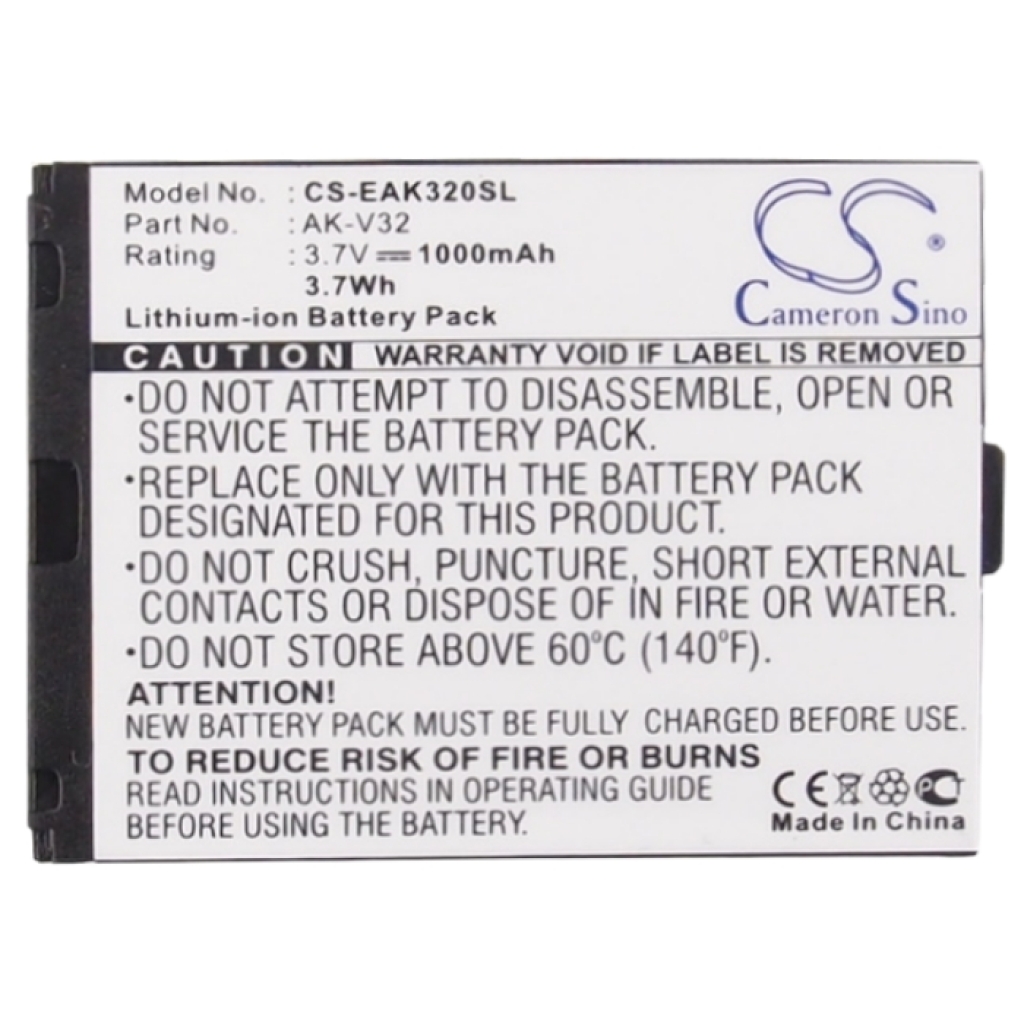 Model No. : CS-EAK320SL
Part No. : AK-V32
Rating : 3.7V ⎓ 1000mAh
3.7Wh
Lithium-ion Battery Pack
CS ®
Cameron Sino
CAUTION WARRANTY VOID IF LABEL IS REMOVED
•DO NOT ATTEMPT TO DISASSEMBLE, OPEN OR
SERVICE THE BATTERY PACK.
•REPLACE ONLY WITH THE BATTERY PACK
DESIGNATED FOR THIS PRODUCT.
•DO NOT CRUSH, PUNCTURE, SHORT EXTERNAL
CONTACTS OR DISPOSE OF IN FIRE OR WATER.
•DO NOT STORE ABOVE 60°C (140°F).
ATTENTION!
NEW BATTERY PACK MUST BE FULLY CHARGED BEFORE USE.
TO REDUCE RISK OF FIRE OR BURNS
READ INSTRUCTIONS IN OPERATING GUIDE
BEFORE USING THE BATTERY.
CE
Made In China